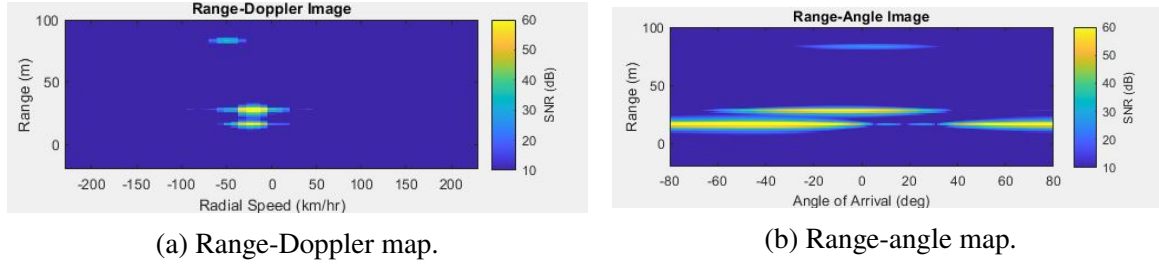 Range-Doppler Image
100
50
0
Range (m)
-200 -150 -100 -50 0 50 100 150 200
Radial Speed (km/hr)
60
50
40
30
20
10
SNR (dB)
(a) Range-Doppler map.
Range-Angle Image
100
50
0
Range (m)
-80 -60 -40 -20 0 20 40 60 80
Angle of Arrival (deg)
60
50
40
30
20
10
SNR (dB)
(b) Range-angle map.